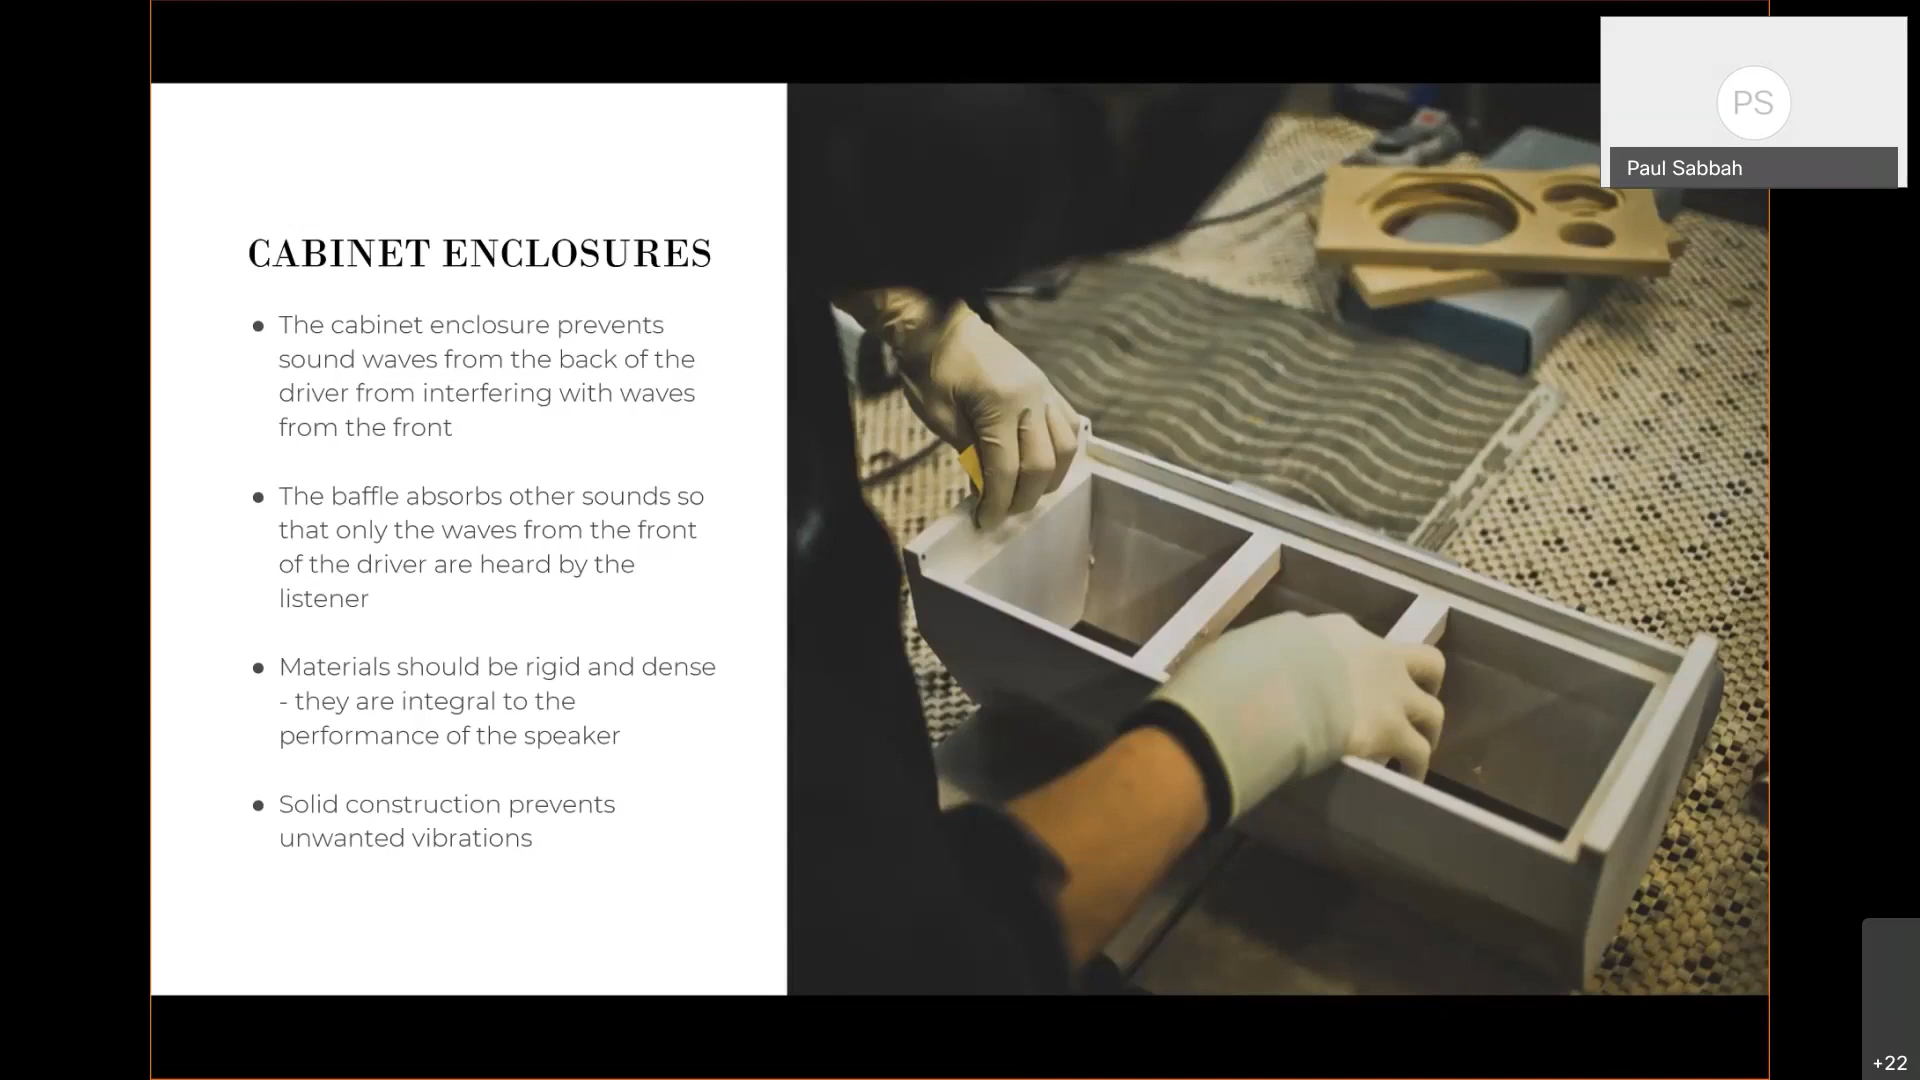 PS
Paul Sabbah
CABINET ENCLOSURES
● The cabinet enclosure prevents
sound waves from the back of the
driver from interfering with waves
from the front
● The baffle absorbs other sounds so
that only the waves from the front
of the driver are heard by the
listener
● Materials should be rigid and dense
- they are integral to the
performance of the speaker
● Solid construction prevents
unwanted vibrations
+22